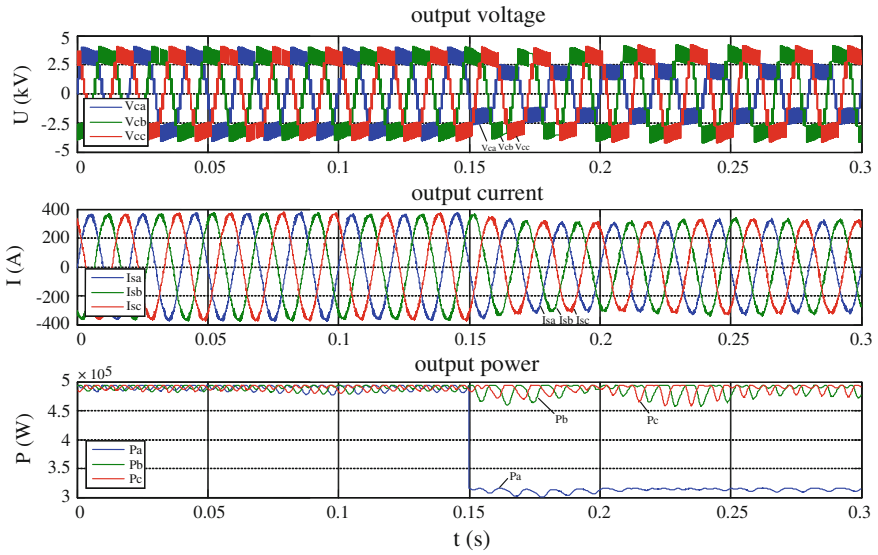 output voltage
U (kV)
5
2.5
0
-2.5
-5
Vca
Vcb
Vcc
Vca Vcb Vcc
0 0.05 0.1 0.15 0.2 0.25 0.3
output current
I (A)
400
200
0
-200
-400
Isa
Isb
Isc
Isa Isb Isc
0 0.05 0.1 0.15 0.2 0.25 0.3
output power
× 10⁵
P (W)
5
4.5
4
3.5
3
Pa
Pb
Pc
Pb
Pc
Pa
0 0.05 0.1 0.15 0.2 0.25 0.3
t (s)